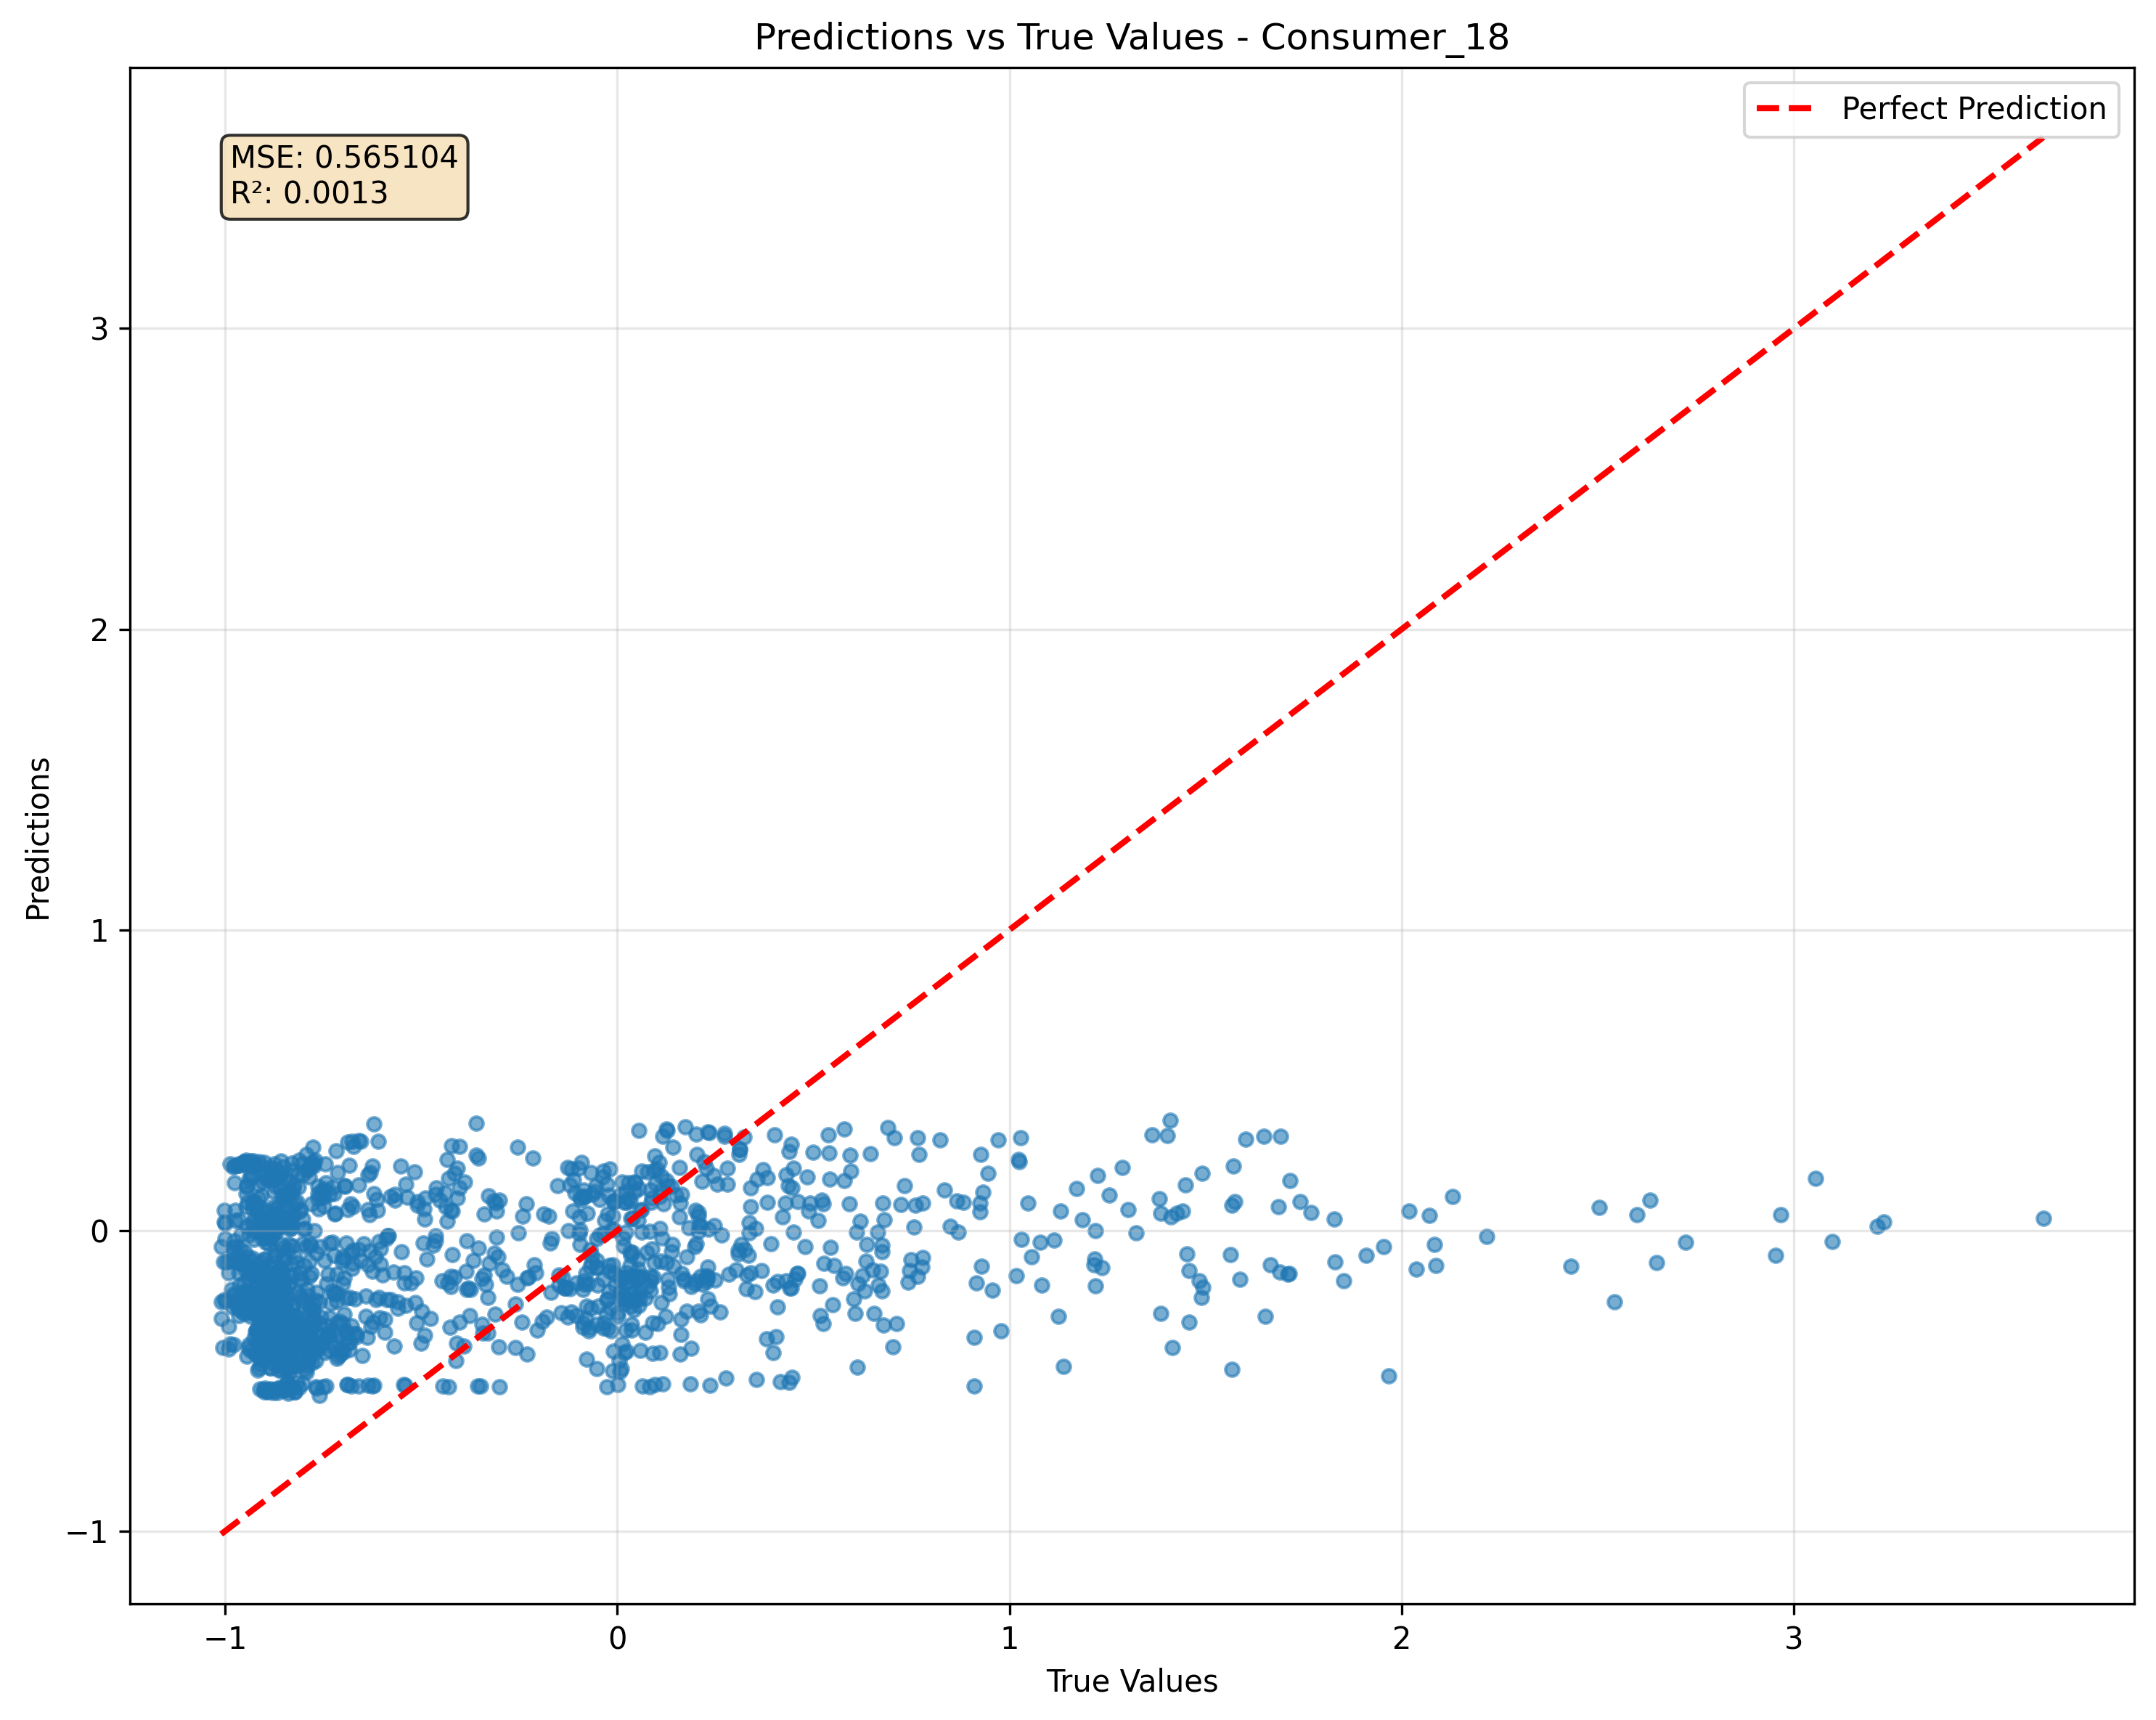 Predictions vs True Values - Consumer_18
Perfect Prediction
MSE: 0.565104
R²: 0.0013
3
2
1
0
−1
Predictions
−1 0 1 2 3
True Values